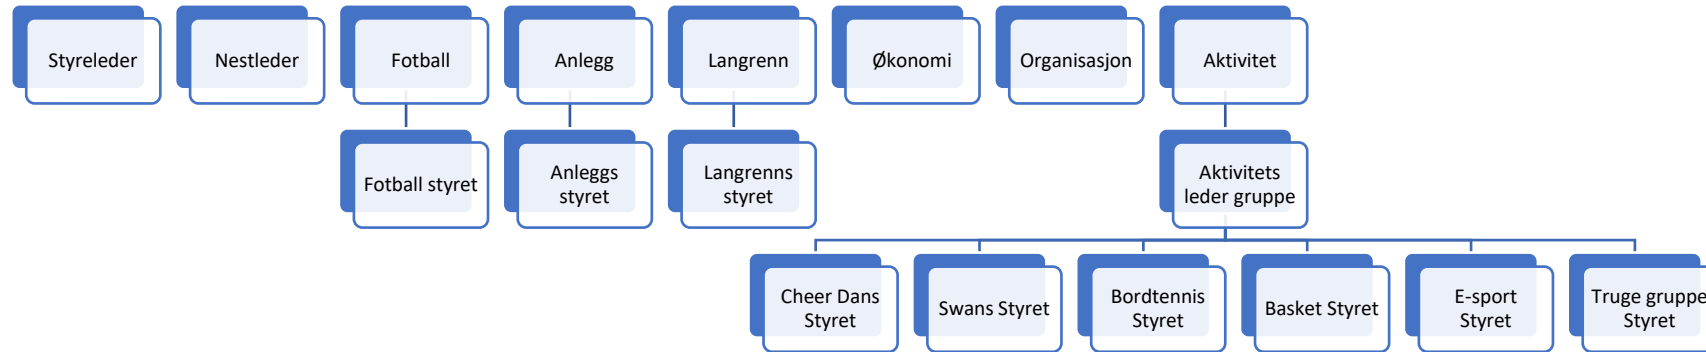 Styreleder
Nestleder
Fotball
Anlegg
Langrenn
Økonomi
Organisasjon
Aktivitet
Fotball styret
Anleggs
styret
Langrenns
styret
Aktivitets
leder gruppe
Cheer Dans
Styret
Swans Styret
Bordtennis
Styret
Basket Styret
E-sport
Styret
Truge gruppe
Styret